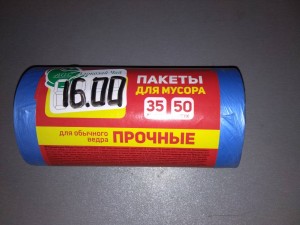 16.00
ПАКЕТЫ
ДЛЯ МУСОРА
35 50
для обычного
ведра
ПРОЧНЫЕ